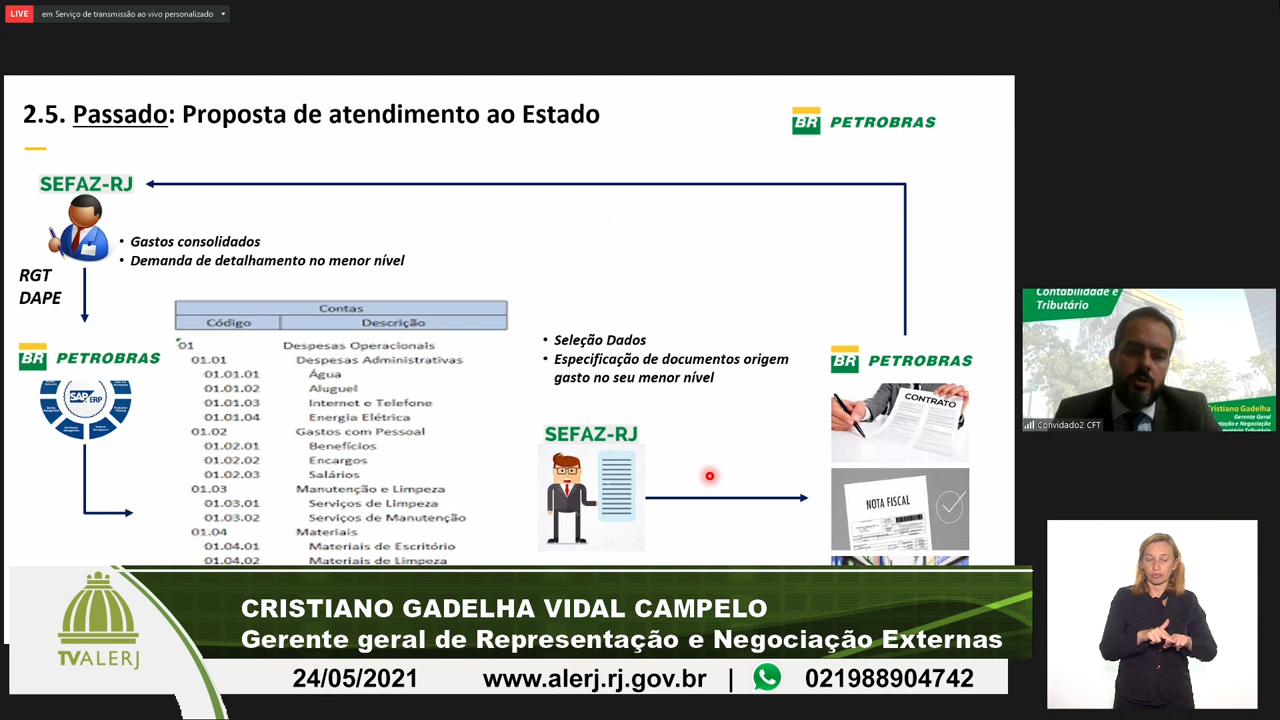 LIVE em Serviço de transmissão ao vivo personalizado
2.5. Passado: Proposta de atendimento ao Estado
BR PETROBRAS
SEFAZ-RJ
• Gastos consolidados
• Demanda de detalhamento no menor nível
RGT
DAPE
Contas
Código Descrição
01 Despesas Operacionais
01.01 Despesas Administrativas
01.01.01 Água
01.01.02 Aluguel
01.01.03 Internet e Telefone
01.01.04 Energia Elétrica
01.02 Gastos com Pessoal
01.02.01 Benefícios
01.02.02 Encargos
01.02.03 Salários
01.03 Manutenção e Limpeza
01.03.01 Serviços de Limpeza
01.03.02 Serviços de Manutenção
01.04 Materiais
01.04.01 Materiais de Escritório
01.04.02 Materiais de Limpeza
BR PETROBRAS
SAP ERP
• Seleção Dados
• Especificação de documentos origem
gasto no seu menor nível
SEFAZ-RJ
BR PETROBRAS
CONTRATO
NOTA FISCAL
Contabilidade e
Tributário
Cristiano Gadelha
Gerente Geral
Convidado2 CFT
TVALERJ
CRISTIANO GADELHA VIDAL CAMPELO
Gerente geral de Representação e Negociação Externas
24/05/2021 www.alerj.rj.gov.br | 021988904742